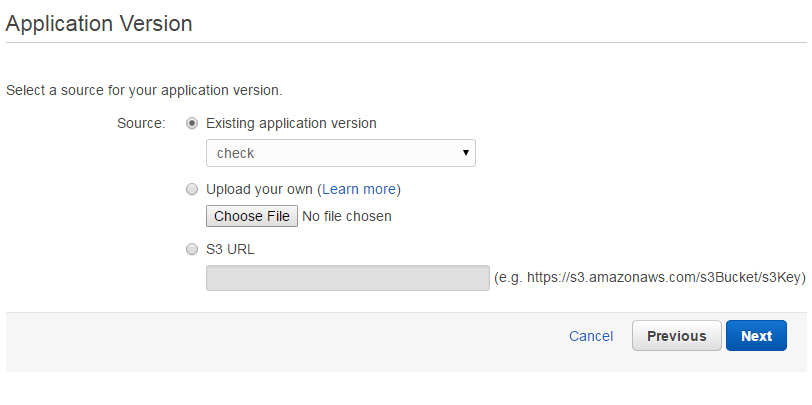 Application Version
Select a source for your application version.
Source: Existing application version
check
Upload your own (Learn more)
Choose File No file chosen
S3 URL
(e.g. https://s3.amazonaws.com/s3Bucket/s3Key)
Cancel Previous Next